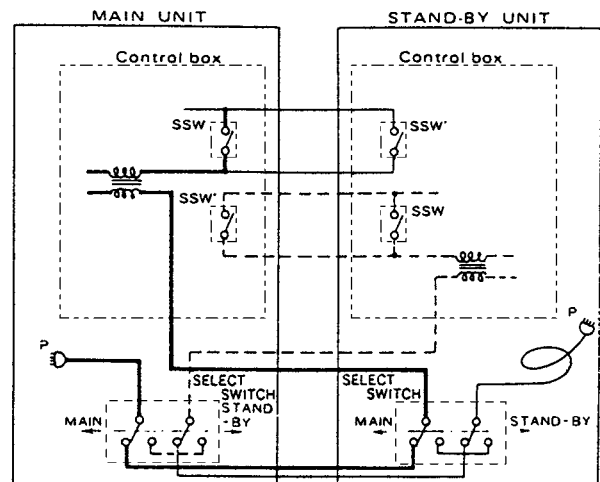 MAIN UNIT
STAND-BY UNIT
Control box
Control box
SSW
SSW'
SSW'
SSW
P
P
SELECT
SWITCH
STAND
-BY
MAIN
SELECT
SWITCH
MAIN
STAND-BY